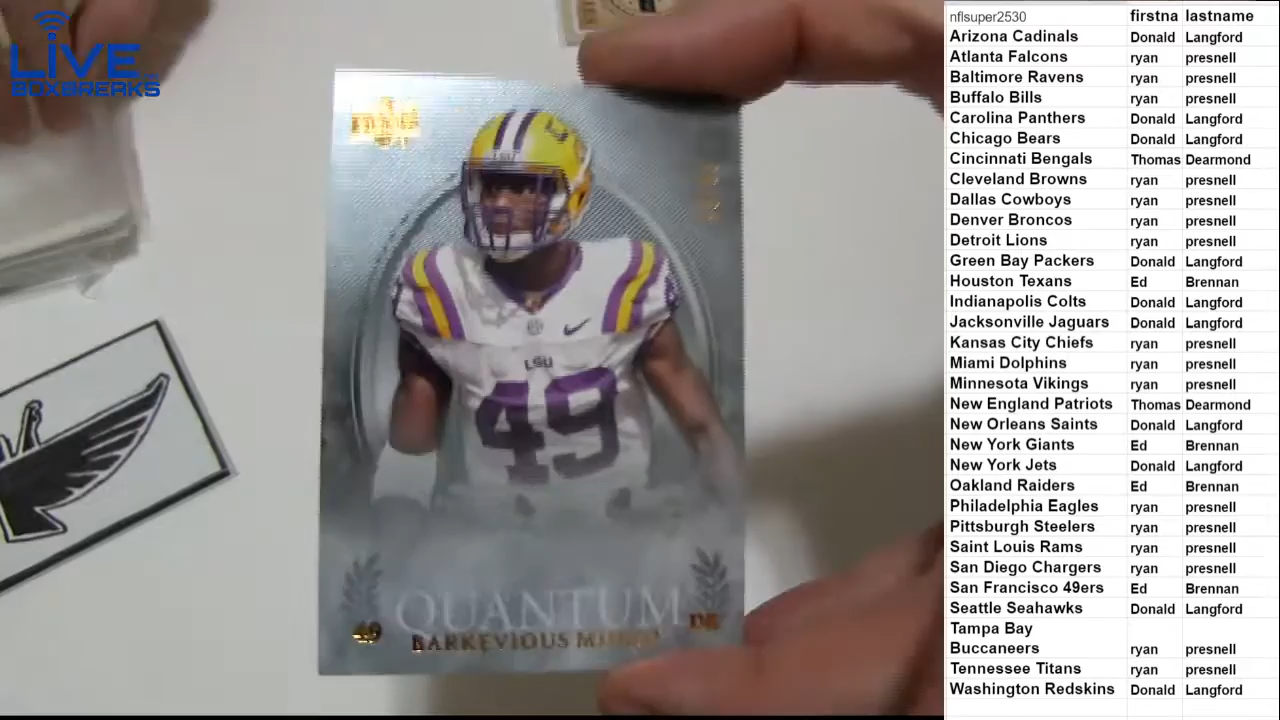 LIVE
BOXBREAKS
LSU
LSU
49
QUANTUM
49
BARKEVIOUS
DE
nflsuper2530 firstna lastname
Arizona Cadinals Donald Langford
Atlanta Falcons ryan presnell
Baltimore Ravens ryan presnell
Buffalo Bills ryan presnell
Carolina Panthers Donald Langford
Chicago Bears Donald Langford
Cincinnati Bengals Thomas Dearmond
Cleveland Browns ryan presnell
Dallas Cowboys ryan presnell
Denver Broncos ryan presnell
Detroit Lions ryan presnell
Green Bay Packers Donald Langford
Houston Texans Ed Brennan
Indianapolis Colts Donald Langford
Jacksonville Jaguars Donald Langford
Kansas City Chiefs ryan presnell
Miami Dolphins ryan presnell
Minnesota Vikings ryan presnell
New England Patriots Thomas Dearmond
New Orleans Saints Donald Langford
New York Giants Ed Brennan
New York Jets Donald Langford
Oakland Raiders Ed Brennan
Philadelphia Eagles ryan presnell
Pittsburgh Steelers ryan presnell
Saint Louis Rams ryan presnell
San Diego Chargers ryan presnell
San Francisco 49ers Ed Brennan
Seattle Seahawks Donald Langford
Tampa Bay
Buccaneers ryan presnell
Tennessee Titans ryan presnell
Washington Redskins Donald Langford